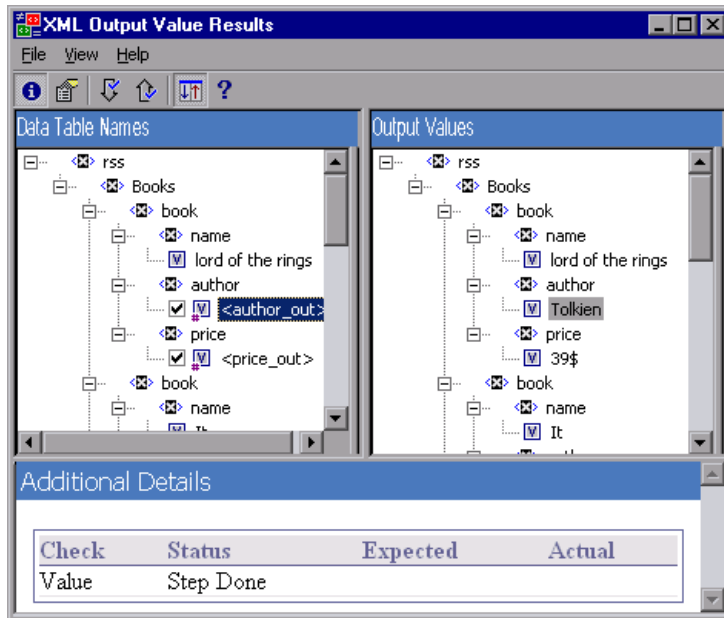 XML Output Value Results
File View Help
Data Table Names
rss
Books
book
name
lord of the rings
author
<author_out>
price
<price_out>
book
name
It
Output Values
rss
Books
book
name
lord of the rings
author
Tolkien
price
39$
book
name
It
Additional Details
Check Status Expected Actual
Value Step Done